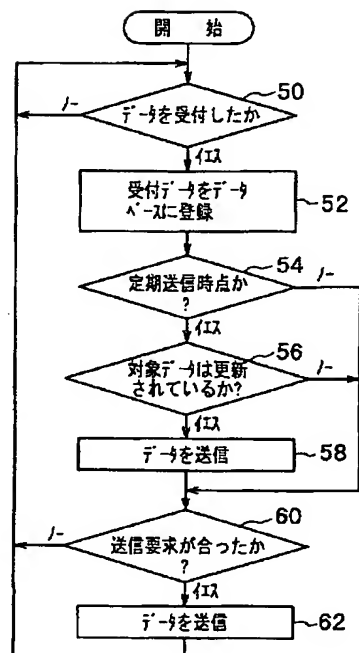 開始
50
ノー
データを受付したか
イエス
受付データをデータ
ベースに登録
52
54
定期送信時点か
?
ノー
イエス
56
対象データは更新
されているか?
ノー
イエス
データを送信
58
60
ノー
送信要求が合ったか
?
イエス
データを送信
62